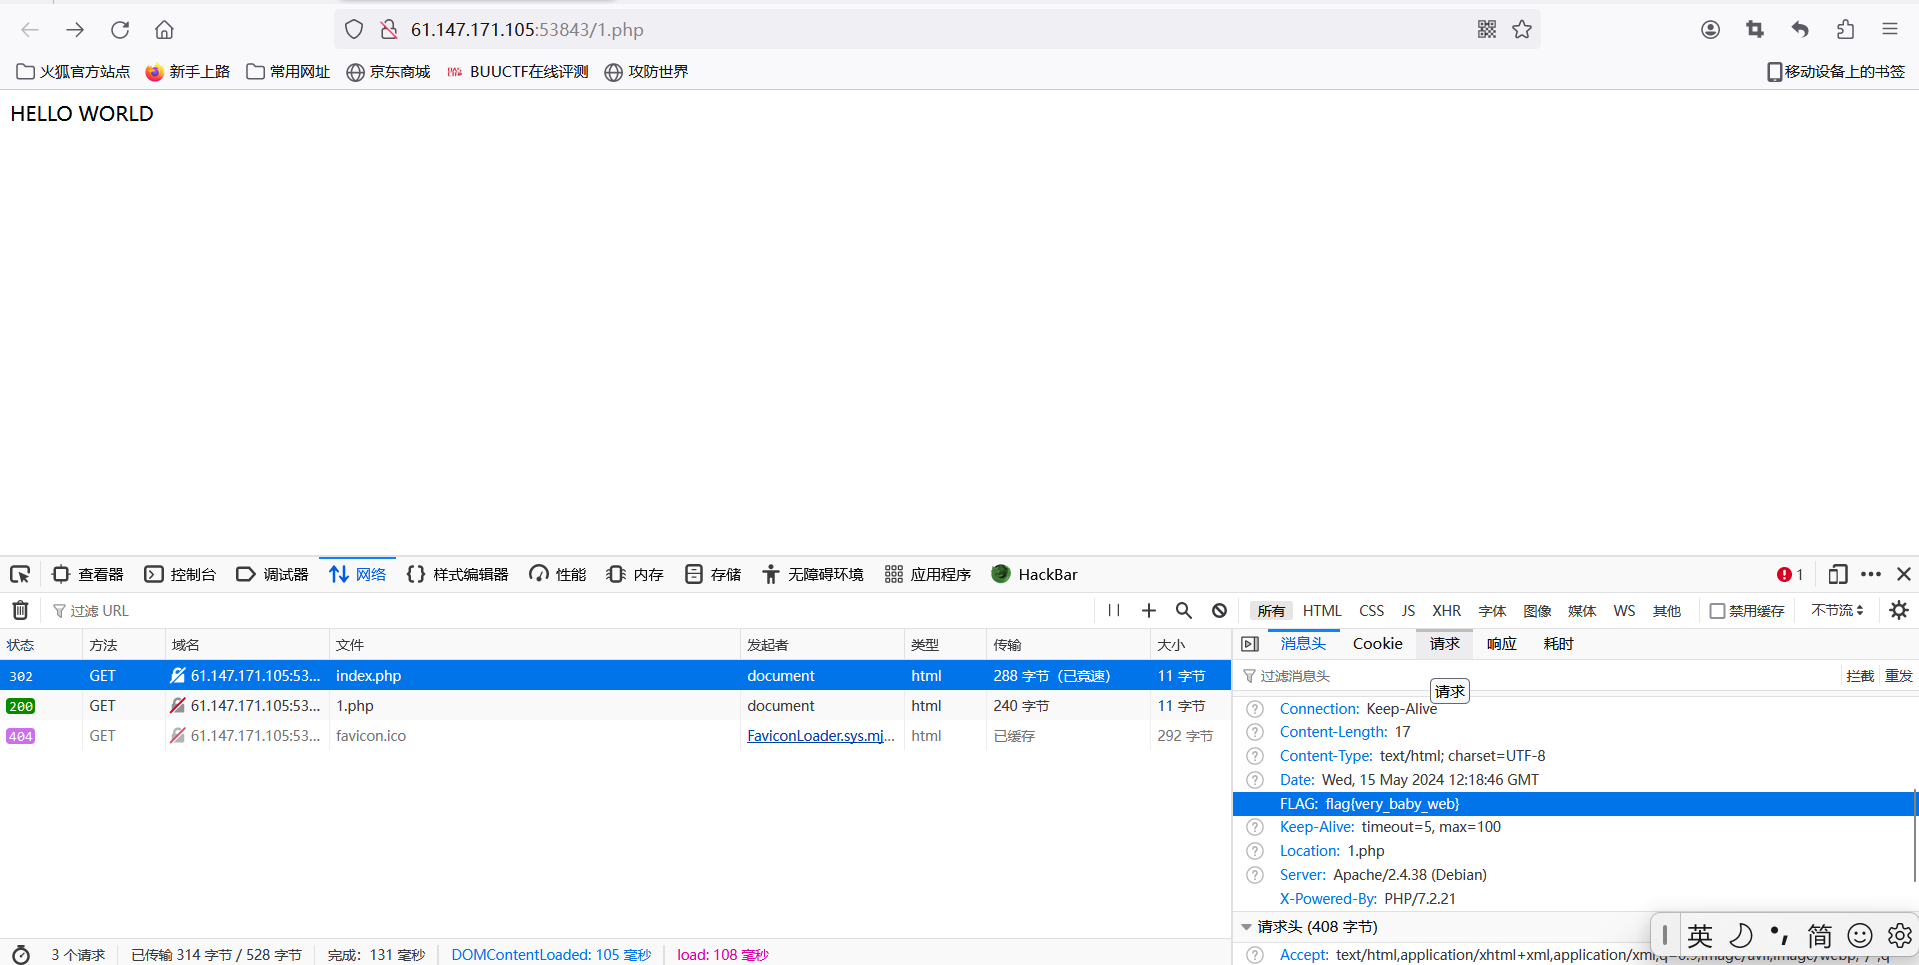 61.147.171.105:53843/1.php
火狐官方站点 新手上路 常用网址 京东商城 BUUCTF在线评测 攻防世界 移动设备上的书签
HELLO WORLD
查看器 控制台 调试器 网络 样式编辑器 性能 内存 存储 无障碍环境 应用程序 HackBar 1
过滤 URL 所有 HTML CSS JS XHR 字体 图像 媒体 WS 其他 禁用缓存 不节流
状态 方法 域名 文件 发起者 类型 传输 大小
302 GET 61.147.171.105:53... index.php document html 288 字节（已竞速） 11 字节
200 GET 61.147.171.105:53... 1.php document html 240 字节 11 字节
404 GET 61.147.171.105:53... favicon.ico FaviconLoader.sys.mj... html 已缓存 292 字节
消息头 Cookie 请求 响应 耗时
过滤消息头 拦截 重发
请求
Connection: Keep-Alive
Content-Length: 17
Content-Type: text/html; charset=UTF-8
Date: Wed, 15 May 2024 12:18:46 GMT
FLAG: flag{very_baby_web}
Keep-Alive: timeout=5, max=100
Location: 1.php
Server: Apache/2.4.38 (Debian)
X-Powered-By: PHP/7.2.21
请求头 (408 字节)
Accept: text/html,application/xhtml+xml,application/xml
英 简
3 个请求 已传输 314 字节 / 528 字节 完成：131 毫秒 DOMContentLoaded: 105 毫秒 load: 108 毫秒